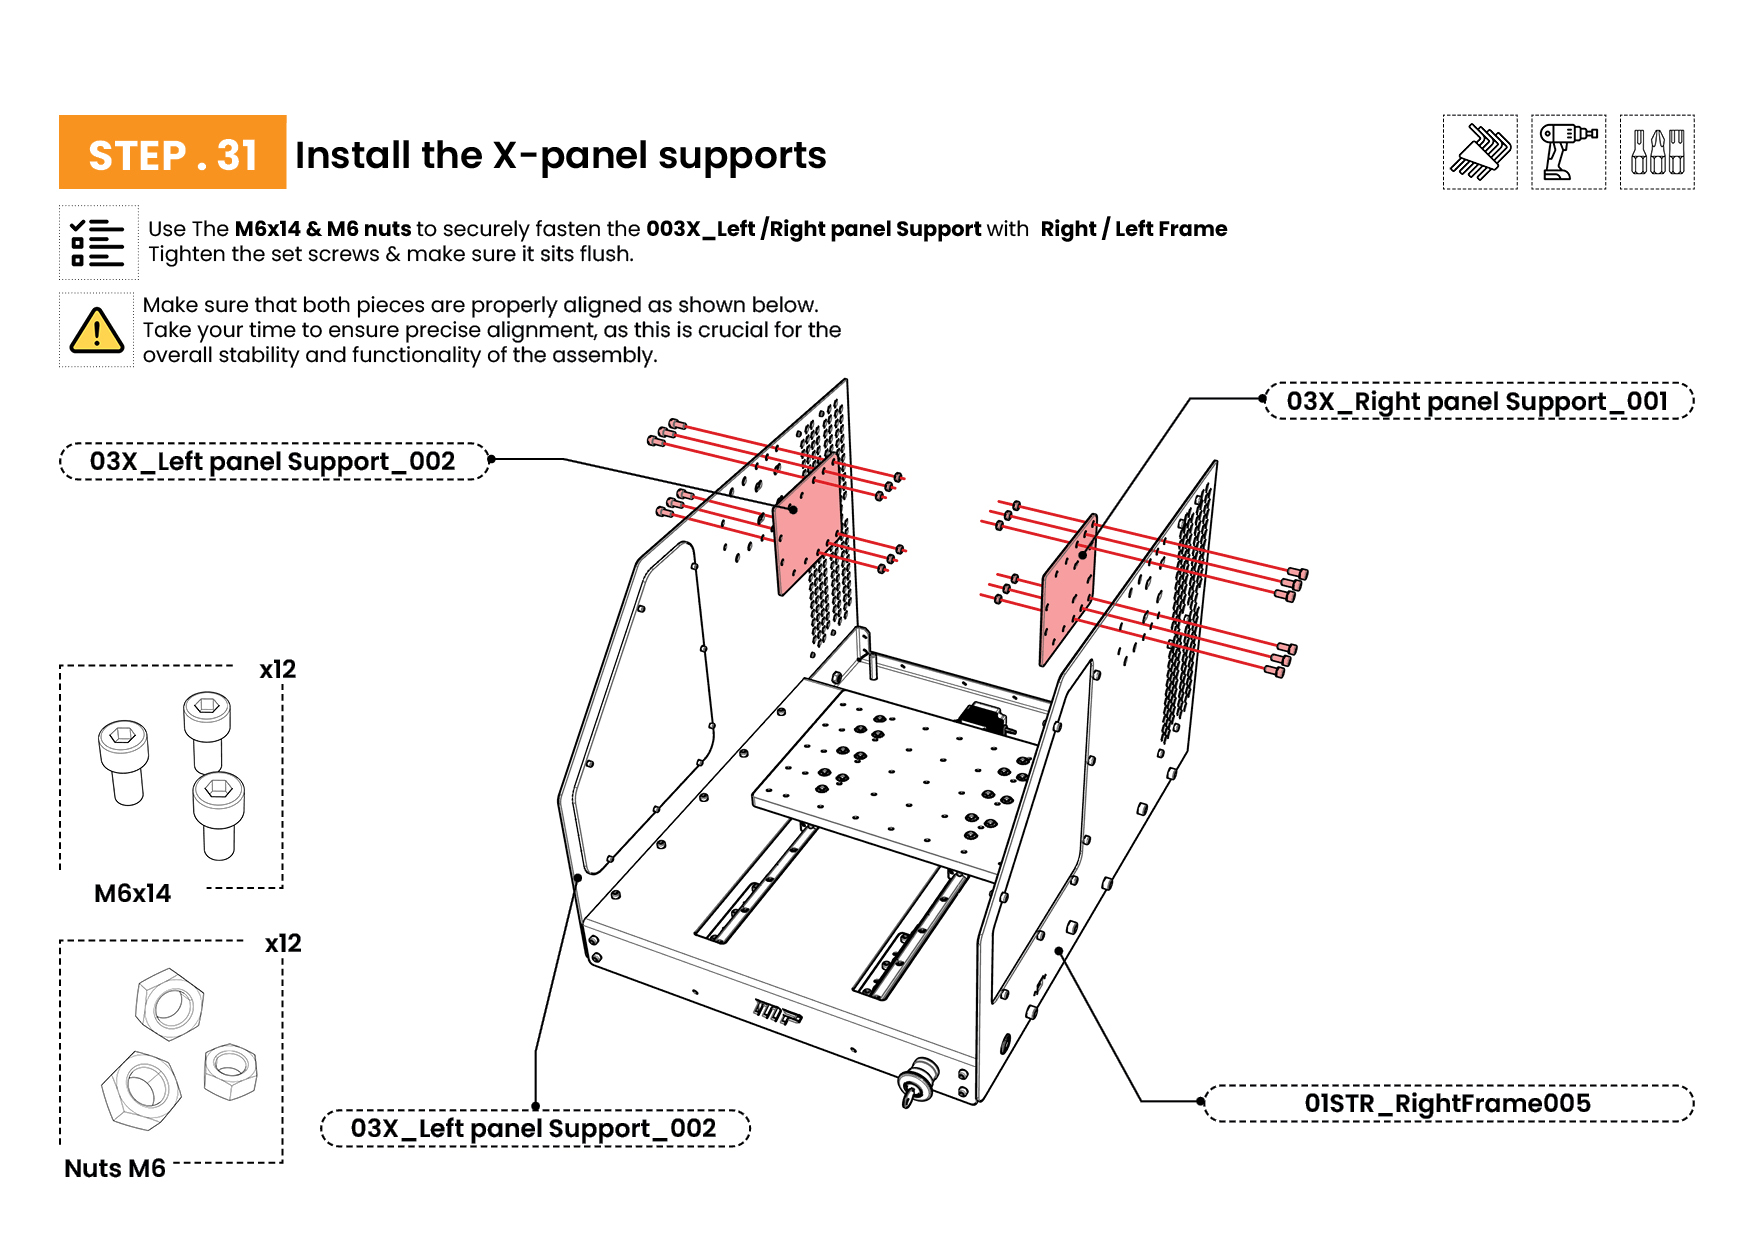 STEP . 31 Install the X-panel supports
Use The M6x14 & M6 nuts to securely fasten the 003X_Left /Right panel Support with Right / Left Frame
Tighten the set screws & make sure it sits flush.
Make sure that both pieces are properly aligned as shown below.
Take your time to ensure precise alignment, as this is crucial for the
overall stability and functionality of the assembly.
03X_Right panel Support_001
03X_Left panel Support_002
x12
M6x14
x12
Nuts M6
03X_Left panel Support_002
01STR_RightFrame005